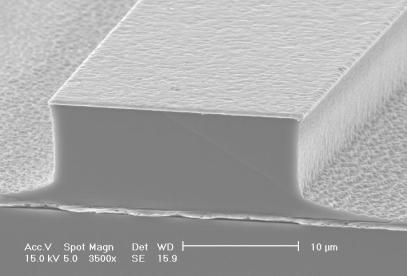 Acc.V Spot Magn Det WD 10 µm
15.0 kV 5.0 3500x SE 15.9